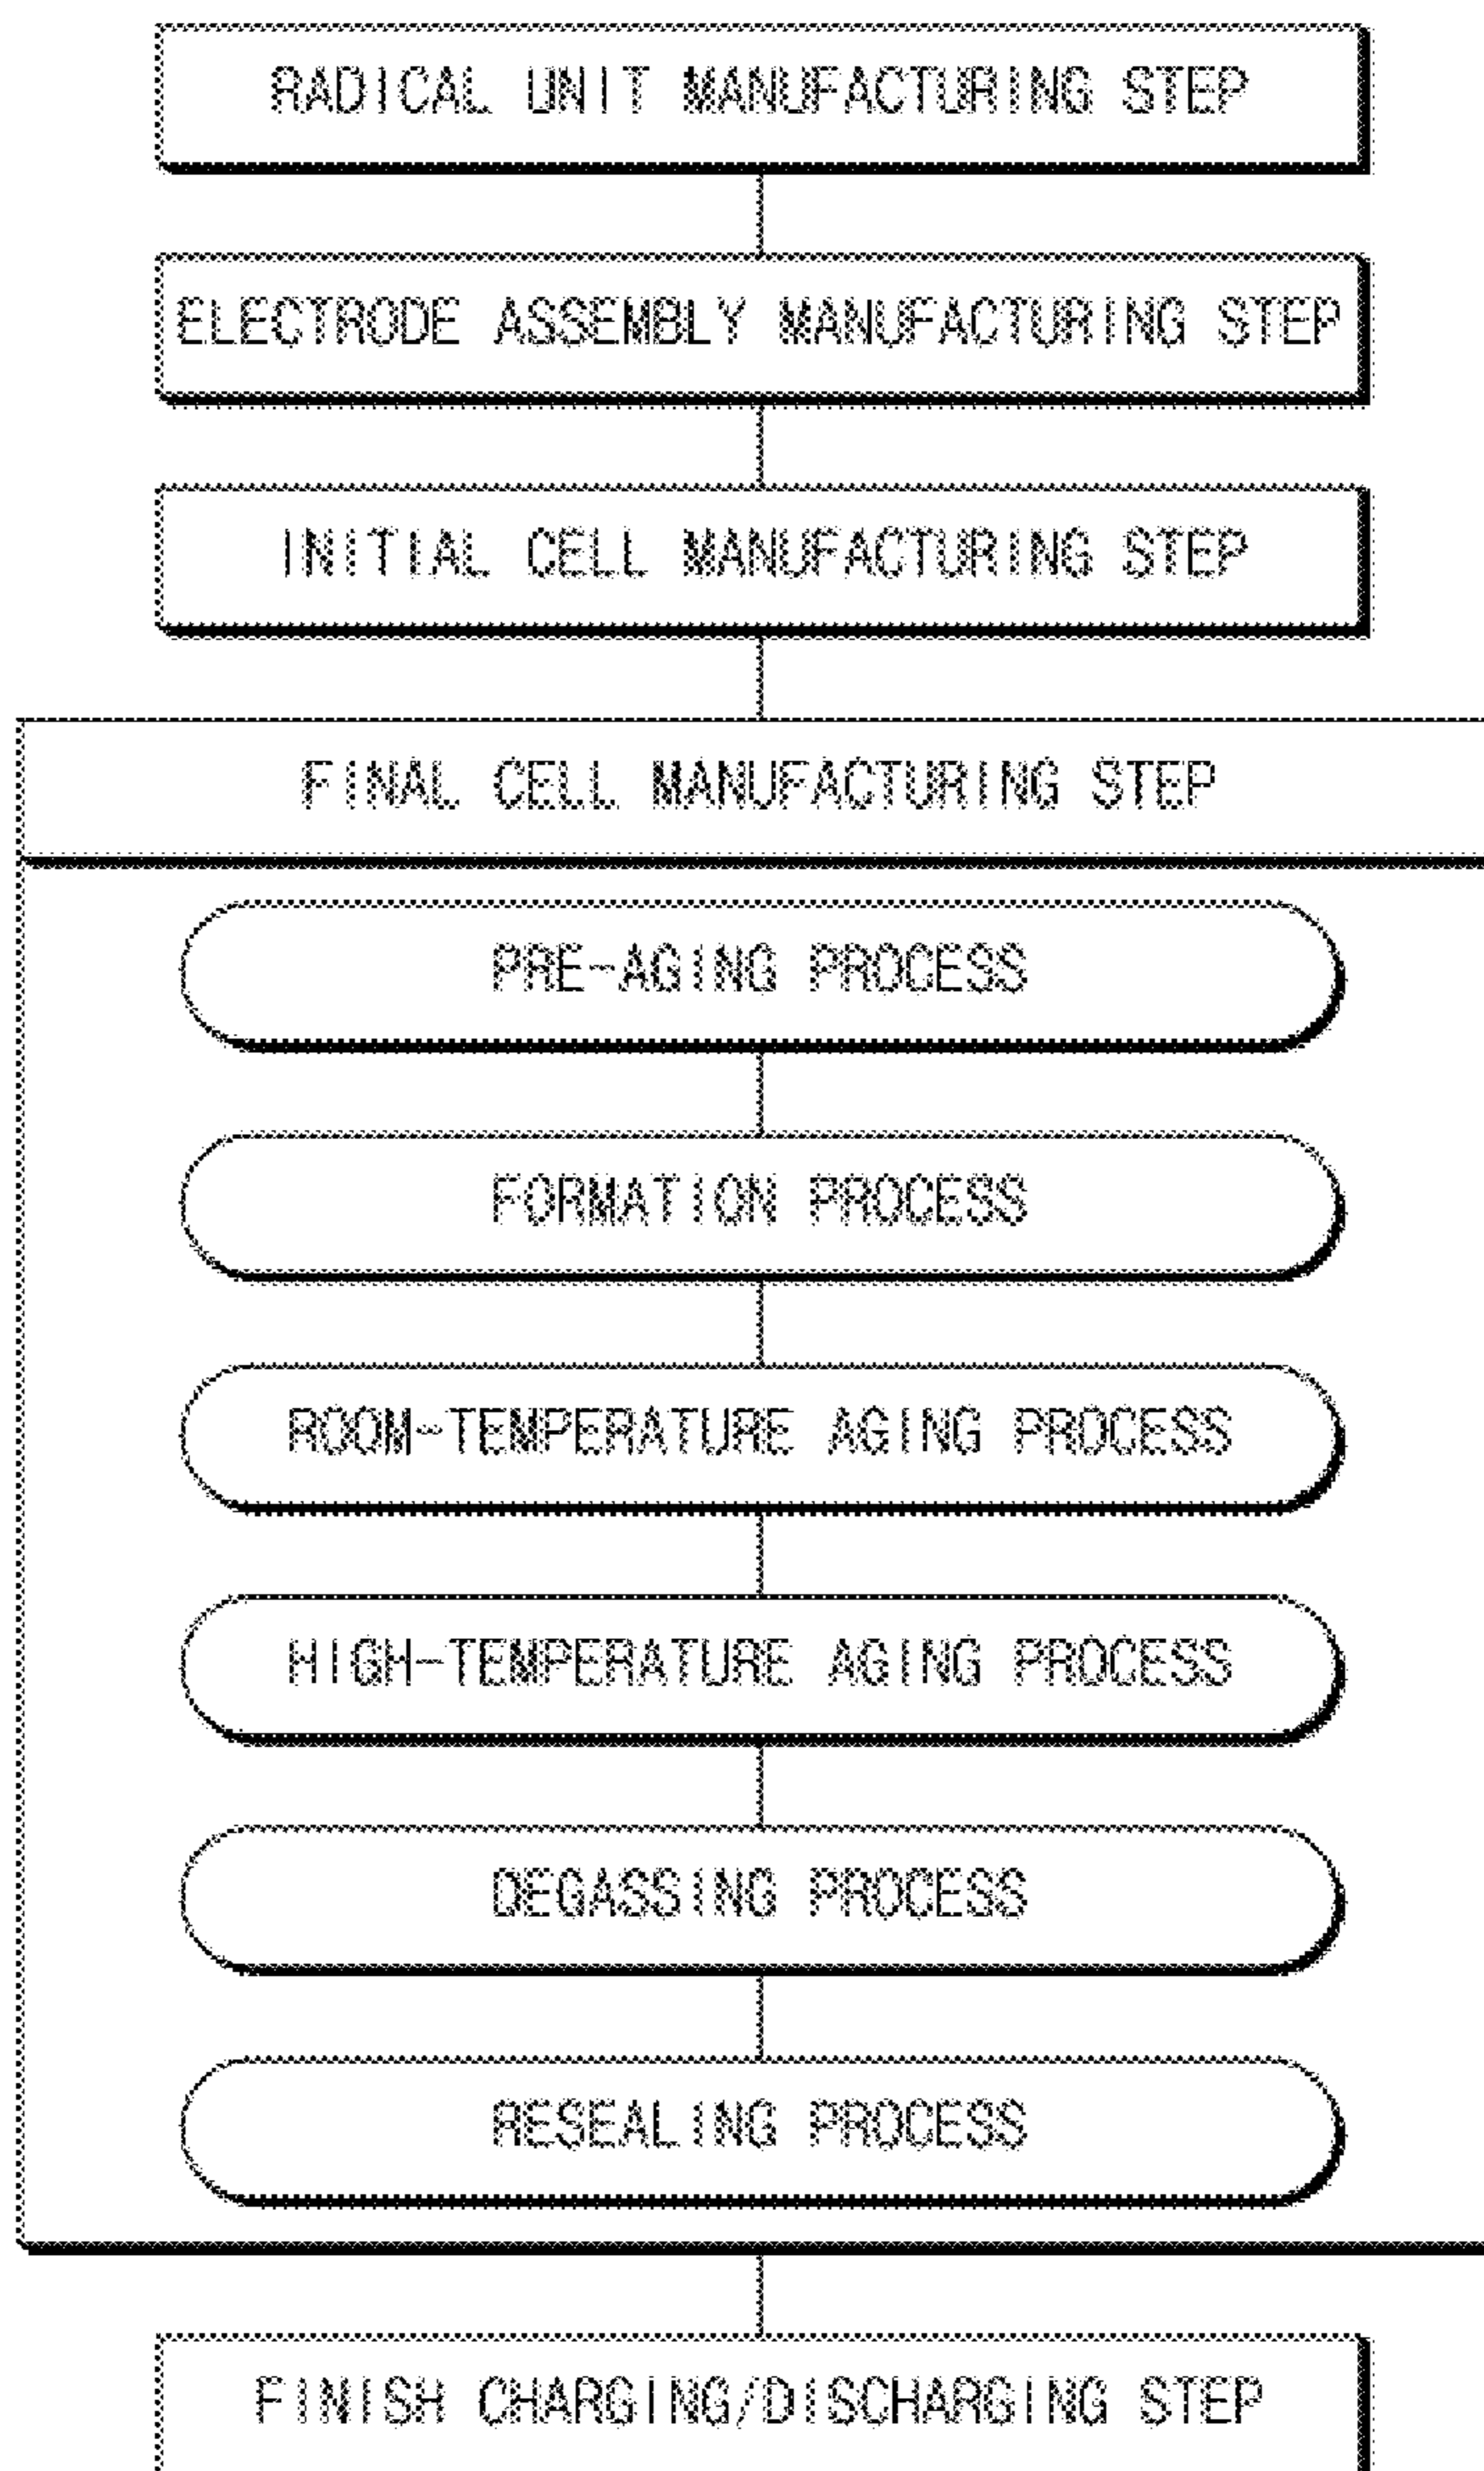 RADICAL UNIT MANUFACTURING STEP
ELECTRODE ASSEMBLY MANUFACTURING STEP
INITIAL CELL MANUFACTURING STEP
FINAL CELL MANUFACTURING STEP
PRE-AGING PROCESS
FORMATION PROCESS
ROOM-TEMPERATURE AGING PROCESS
HIGH-TEMPERATURE AGING PROCESS
DEGASSING PROCESS
RESEALING PROCESS
FINISH CHARGING/DISCHARGING STEP